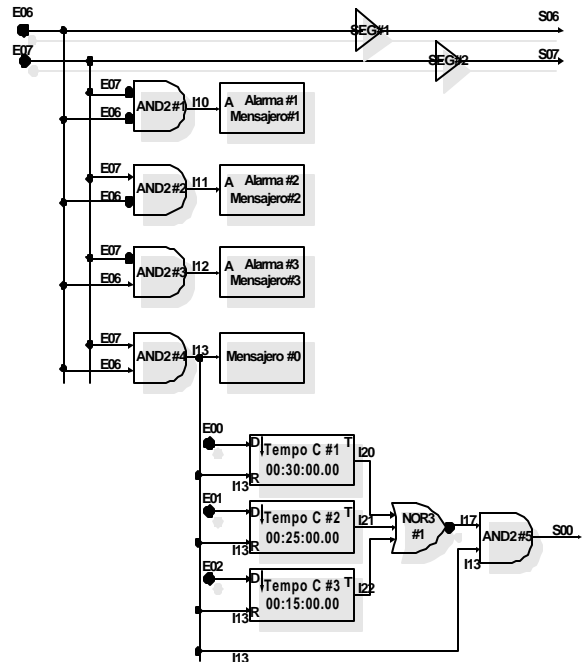 E06
SEG#1
S06
E07
SEG#2
S07
E07
E06
AND2#1
I10
A Alarma #1
Mensajero#1
E07
E06
AND2#2
I11
A Alarma #2
Mensajero#2
E07
E06
AND2#3
I12
A Alarma #3
Mensajero#3
E07
E06
AND2#4
I13
Mensajero #0
E00
D Tempo C #1 T
00:30:00.00
R
I13
I20
E01
D Tempo C #2 T
00:25:00.00
R
I13
I21
E02
D Tempo C #3 T
00:15:00.00
R
I13
I22
NOR3
#1
I17
I13
AND2#5
S00
I13